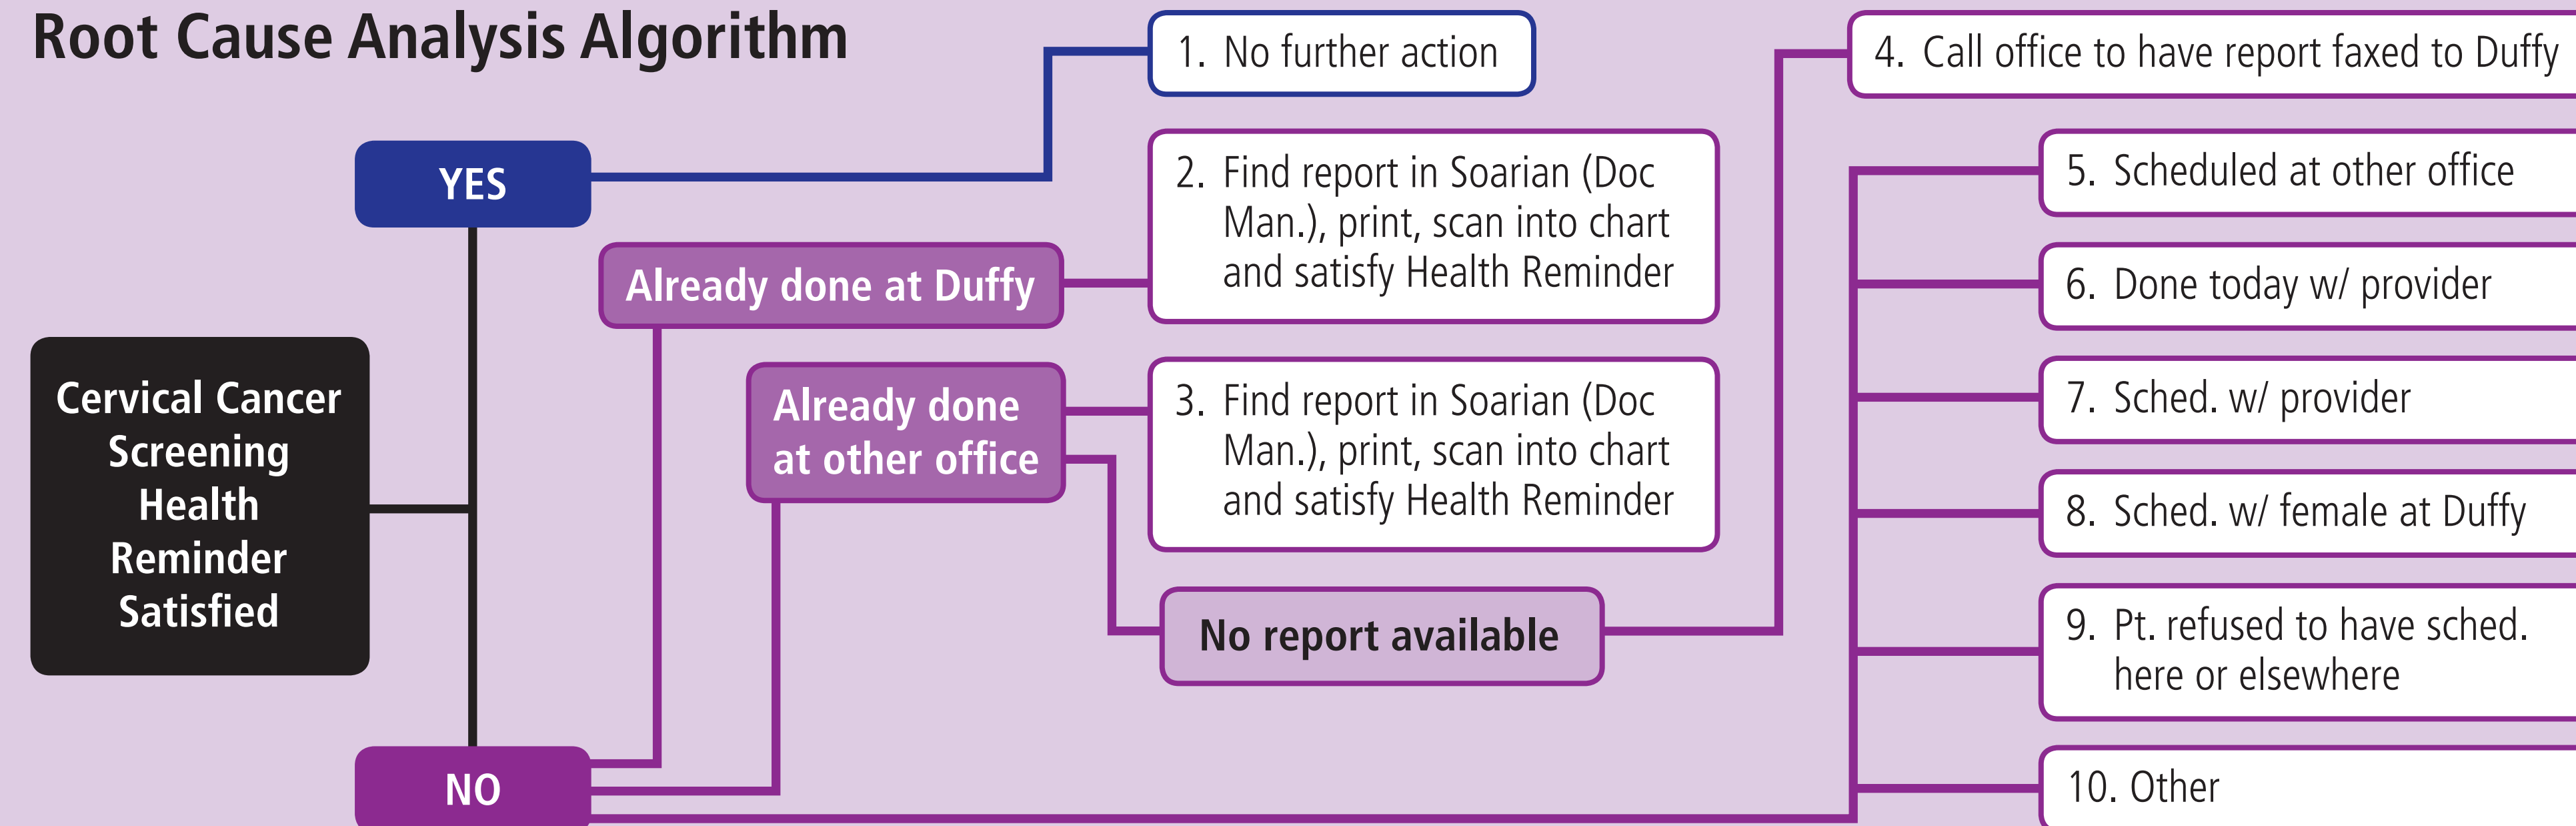 Root Cause Analysis Algorithm
YES
Cervical Cancer
Screening
Health
Reminder
Satisfied
NO
Already done at Duffy
Already done
at other office
1. No further action
2. Find report in Soarian (Doc
Man.), print, scan into chart
and satisfy Health Reminder
3. Find report in Soarian (Doc
Man.), print, scan into chart
and satisfy Health Reminder
No report available
4. Call office to have report faxed to Duffy
5. Scheduled at other office
6. Done today w/ provider
7. Sched. w/ provider
8. Sched. w/ female at Duffy
9. Pt. refused to have sched.
here or elsewhere
10. Other